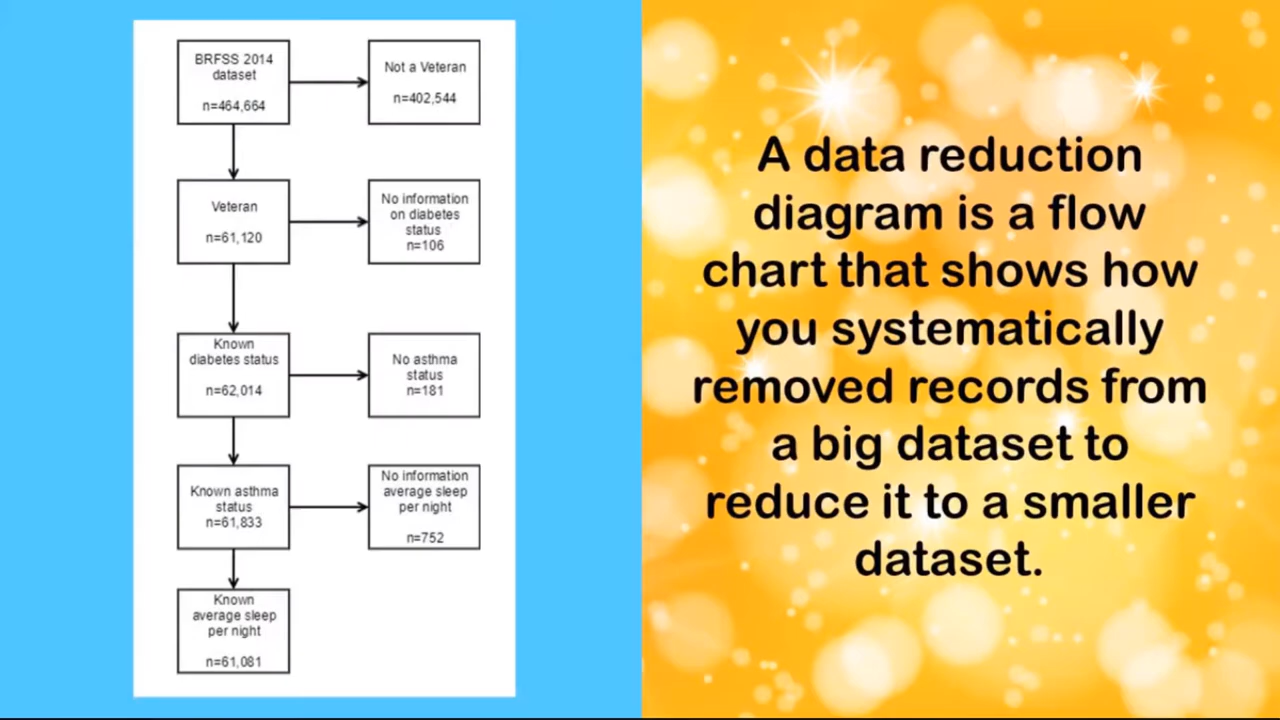 BRFSS 2014
dataset
n=464,664
Not a Veteran
n=402,544
Veteran
n=61,120
No information
on diabetes
status
n=106
Known
diabetes status
n=62,014
No asthma
status
n=181
Known asthma
status
n=61,833
No information
average sleep
per night
n=752
Known
average sleep
per night
n=61,081
A data reduction
diagram is a flow
chart that shows how
you systematically
removed records from
a big dataset to
reduce it to a smaller
dataset.